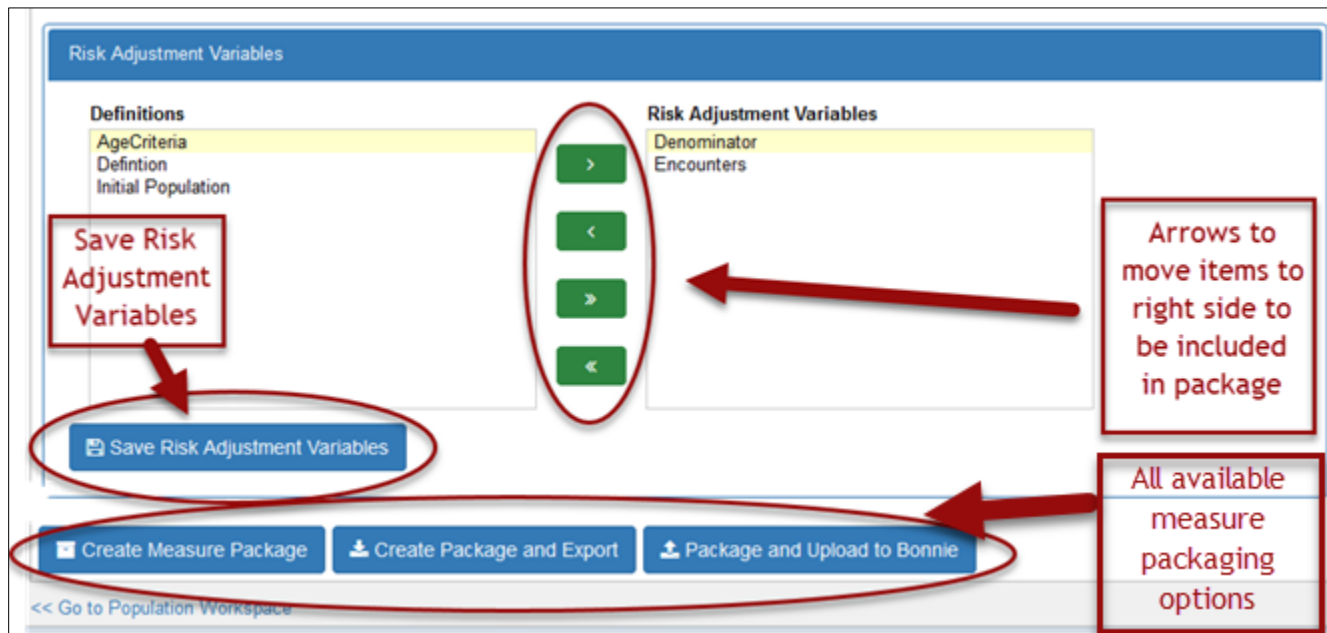 Risk Adjustment Variables
Definitions
AgeCriteria
Defintion
Initial Population
Risk Adjustment Variables
Denominator
Encounters
>
<
»
«
Save Risk
Adjustment
Variables
Arrows to
move items to
right side to
be included
in package
Save Risk Adjustment Variables
All available
measure
packaging
options
Create Measure Package
Create Package and Export
Package and Upload to Bonnie
<< Go to Population Workspace